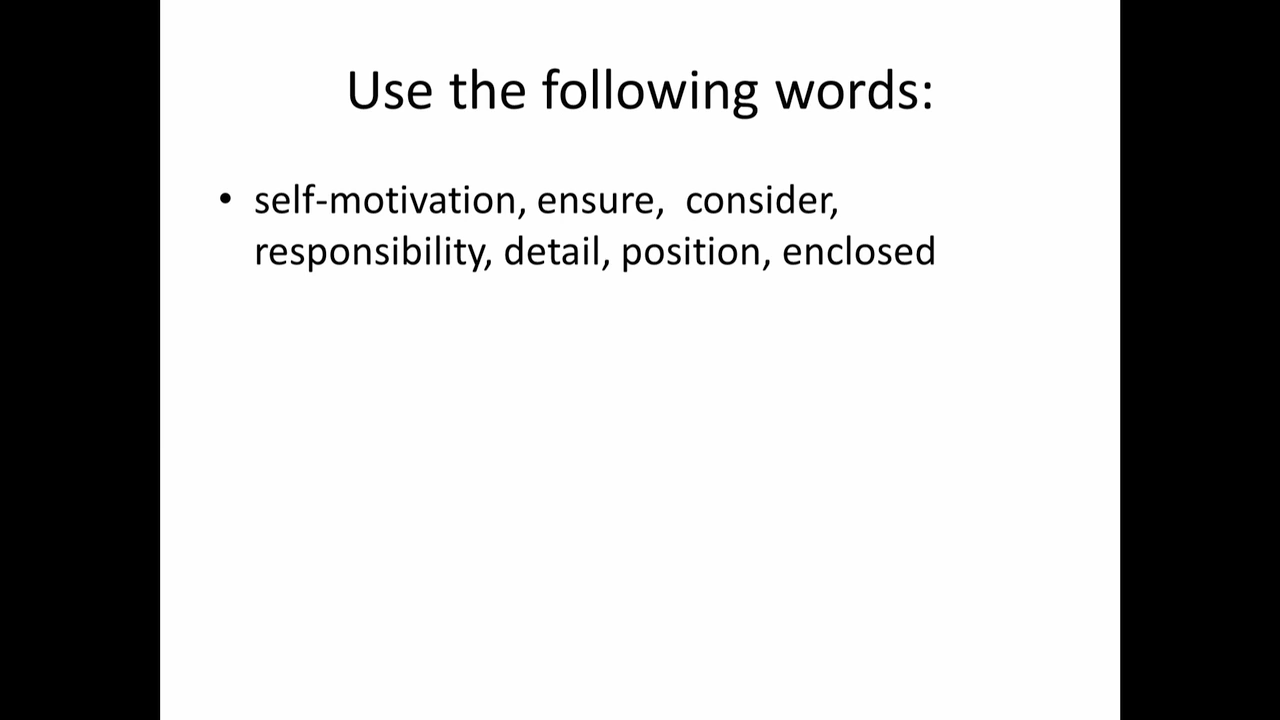 Use the following words:
• self-motivation, ensure,  consider,
responsibility, detail, position, enclosed